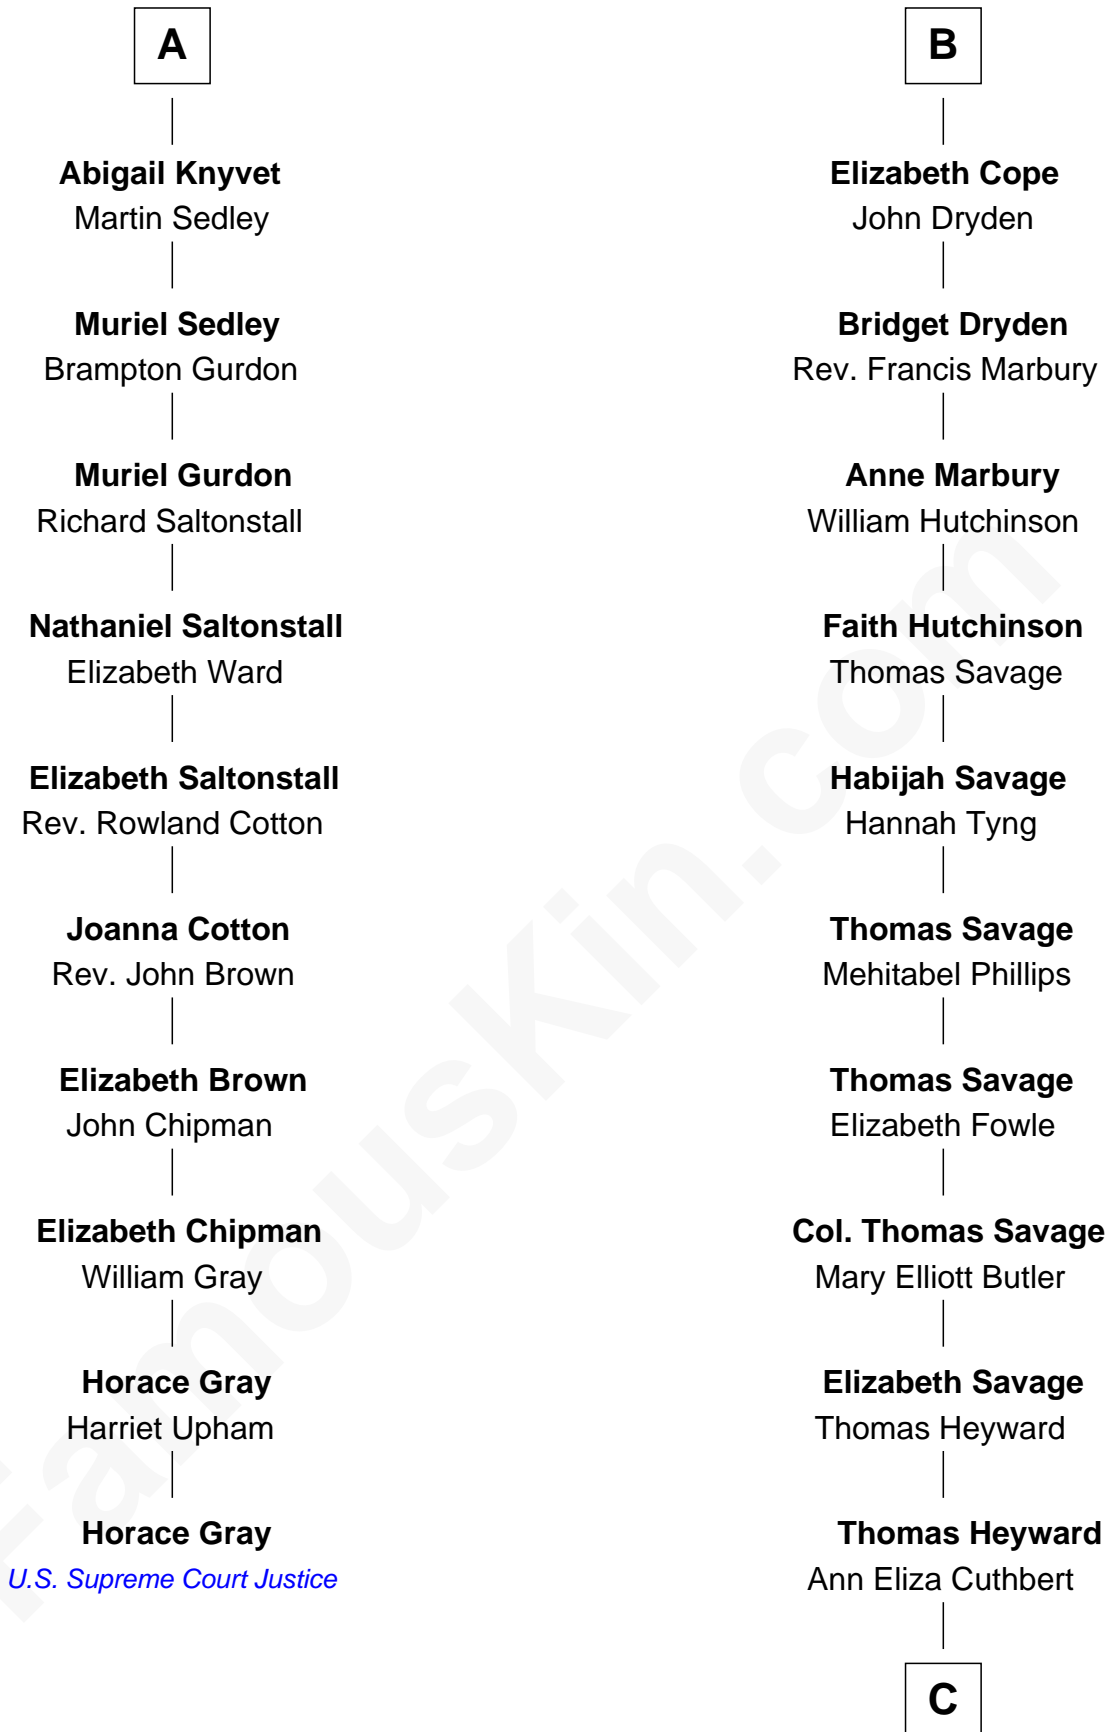 A
Abigail Knyvet
Martin Sedley
Muriel Sedley
Brampton Gurdon
Muriel Gurdon
Richard Saltonstall
Nathaniel Saltonstall
Elizabeth Ward
Elizabeth Saltonstall
Rev. Rowland Cotton
Joanna Cotton
Rev. John Brown
Elizabeth Brown
John Chipman
Elizabeth Chipman
William Gray
Horace Gray
Harriet Upham
Horace Gray
U.S. Supreme Court Justice
B
Elizabeth Cope
John Dryden
Bridget Dryden
Rev. Francis Marbury
Anne Marbury
William Hutchinson
Faith Hutchinson
Thomas Savage
Habijah Savage
Hannah Tyng
Thomas Savage
Mehitabel Phillips
Thomas Savage
Elizabeth Fowle
Col. Thomas Savage
Mary Elliott Butler
Elizabeth Savage
Thomas Heyward
Thomas Heyward
Ann Eliza Cuthbert
C
FamousKin.com